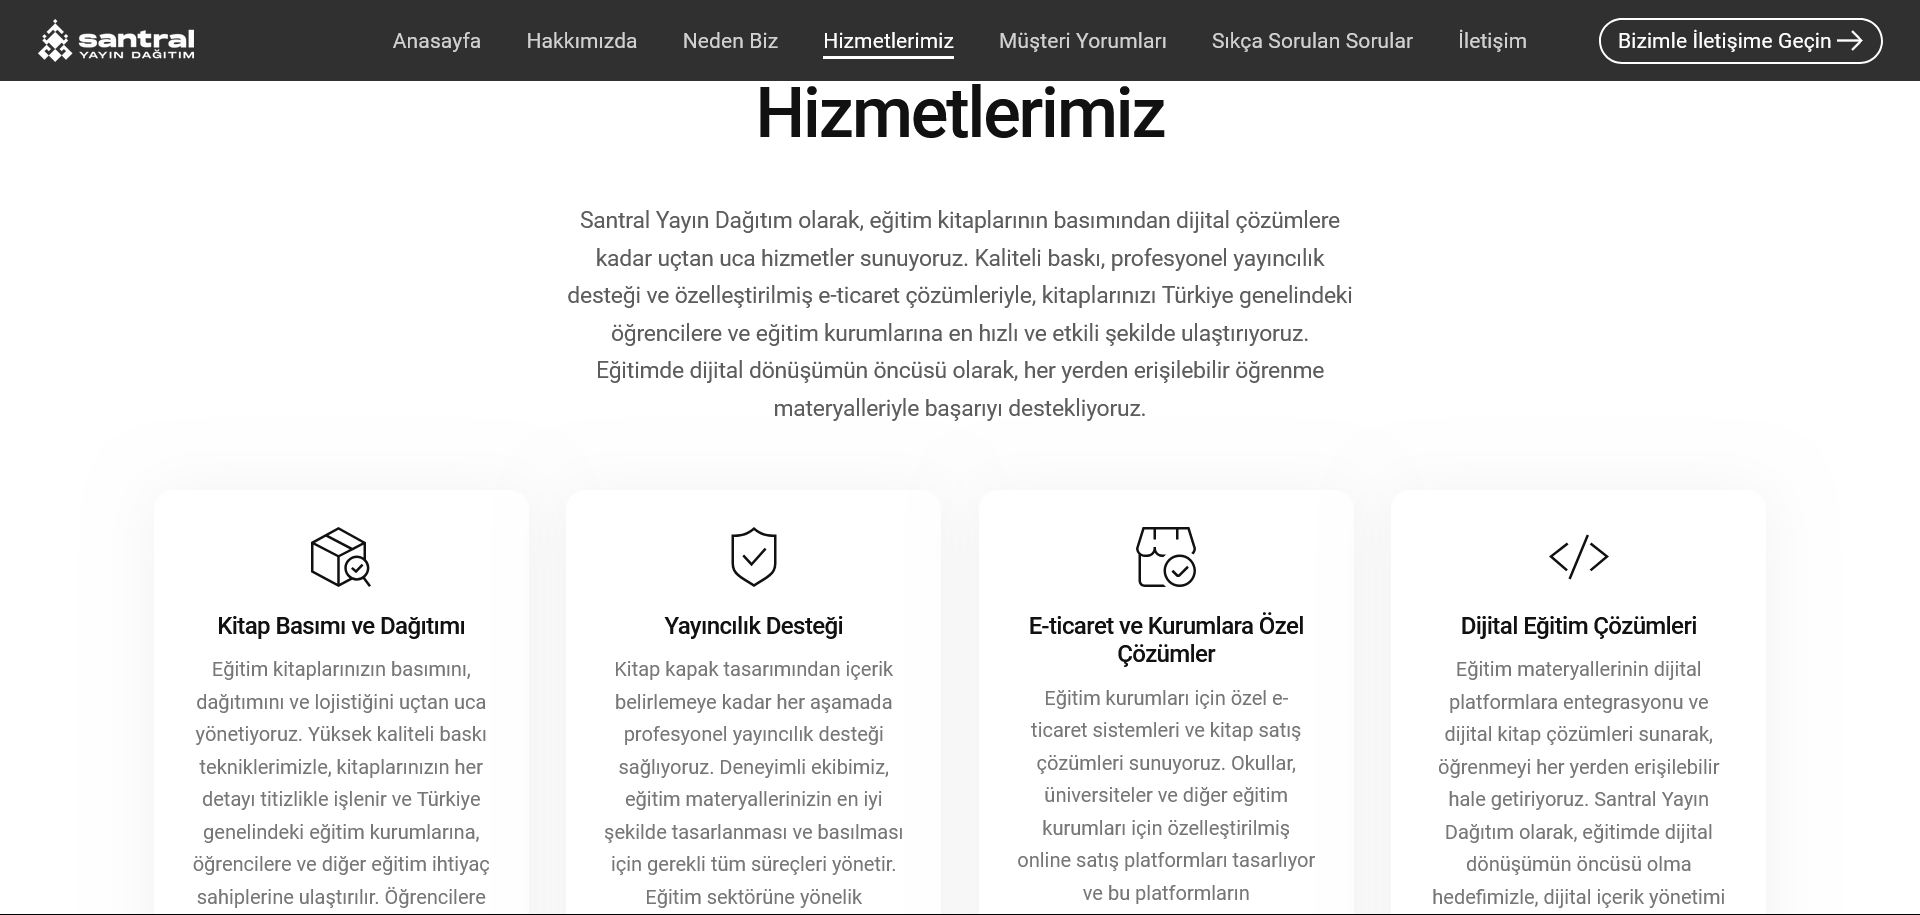 santral
YAYIN DAĞITIM
Anasayfa
Hakkımızda
Neden Biz
Hizmetlerimiz
Müşteri Yorumları
Sıkça Sorulan Sorular
İletişim
Bizimle İletişime Geçin
Hizmetlerimiz
Santral Yayın Dağıtım olarak, eğitim kitaplarının basımından dijital çözümlere
kadar uçtan uca hizmetler sunuyoruz. Kaliteli baskı, profesyonel yayıncılık
desteği ve özelleştirilmiş e-ticaret çözümleriyle, kitaplarınızı Türkiye genelindeki
öğrencilere ve eğitim kurumlarına en hızlı ve etkili şekilde ulaştırıyoruz.
Eğitimde dijital dönüşümün öncüsü olarak, her yerden erişilebilir öğrenme
materyalleriyle başarıyı destekliyoruz.
Kitap Basımı ve Dağıtımı
Eğitim kitaplarınızın basımını,
dağıtımını ve lojistiğini uçtan uca
yönetiyoruz. Yüksek kaliteli baskı
tekniklerimizle, kitaplarınızın her
detayı titizlikle işlenir ve Türkiye
genelindeki eğitim kurumlarına,
öğrencilere ve diğer eğitim ihtiyaç
sahiplerine ulaştırılır. Öğrencilere
Yayıncılık Desteği
Kitap kapak tasarımından içerik
belirlemeye kadar her aşamada
profesyonel yayıncılık desteği
sağlıyoruz. Deneyimli ekibimiz,
eğitim materyallerinizin en iyi
şekilde tasarlanması ve basılması
için gerekli tüm süreçleri yönetir.
Eğitim sektörüne yönelik
E-ticaret ve Kurumlara Özel
Çözümler
Eğitim kurumları için özel e-
ticaret sistemleri ve kitap satış
çözümleri sunuyoruz. Okullar,
üniversiteler ve diğer eğitim
kurumları için özelleştirilmiş
online satış platformları tasarlıyor
ve bu platformların
Dijital Eğitim Çözümleri
Eğitim materyallerinin dijital
platformlara entegrasyonu ve
dijital kitap çözümleri sunarak,
öğrenmeyi her yerden erişilebilir
hale getiriyoruz. Santral Yayın
Dağıtım olarak, eğitimde dijital
dönüşümün öncüsü olma
hedefimizle, dijital içerik yönetimi